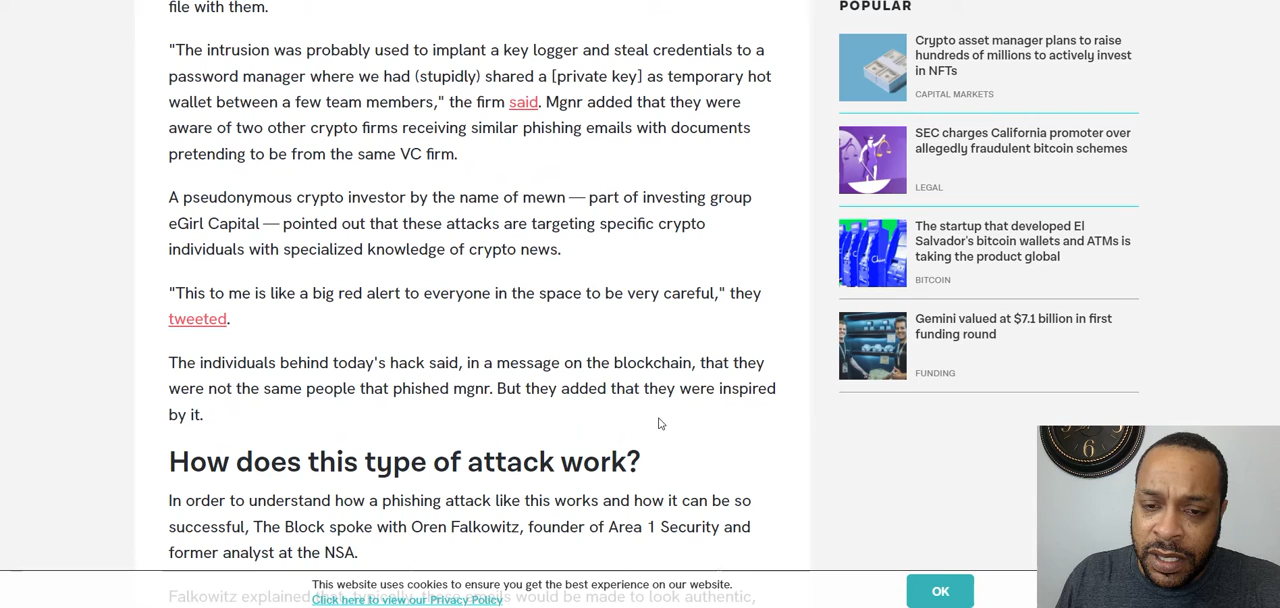 file with them.
"The intrusion was probably used to implant a key logger and steal credentials to a
password manager where we had (stupidly) shared a [private key] as temporary hot
wallet between a few team members," the firm said. Mgnr added that they were
aware of two other crypto firms receiving similar phishing emails with documents
pretending to be from the same VC firm.
A pseudonymous crypto investor by the name of mewn — part of investing group
eGirl Capital — pointed out that these attacks are targeting specific crypto
individuals with specialized knowledge of crypto news.
"This to me is like a big red alert to everyone in the space to be very careful," they
tweeted.
The individuals behind today's hack said, in a message on the blockchain, that they
were not the same people that phished mgnr. But they added that they were inspired
by it.
How does this type of attack work?
In order to understand how a phishing attack like this works and how it can be so
successful, The Block spoke with Oren Falkowitz, founder of Area 1 Security and
former analyst at the NSA.
Falkowitz explained that, typically, these emails would be made to look authentic,
POPULAR
Crypto asset manager plans to raise
hundreds of millions to actively invest
in NFTs
CAPITAL MARKETS
SEC charges California promoter over
allegedly fraudulent bitcoin schemes
LEGAL
The startup that developed El
Salvador's bitcoin wallets and ATMs is
taking the product global
BITCOIN
Gemini valued at $7.1 billion in first
funding round
FUNDING
6
This website uses cookies to ensure you get the best experience on our website.
Click here to view our Privacy Policy
OK